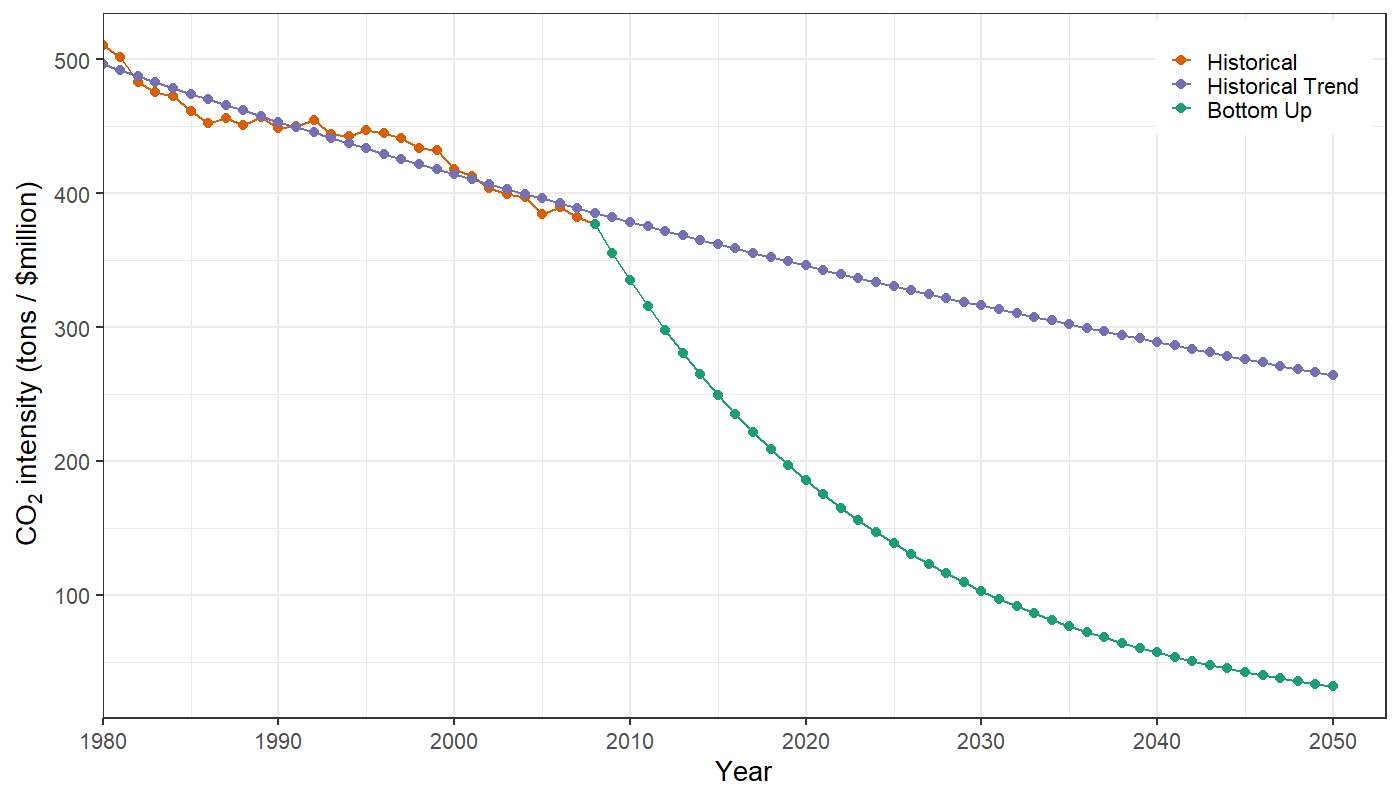 Historical
Historical Trend
Bottom Up
CO₂ intensity (tons / $million)
500
400
300
200
100
1980 1990 2000 2010 2020 2030 2040 2050
Year